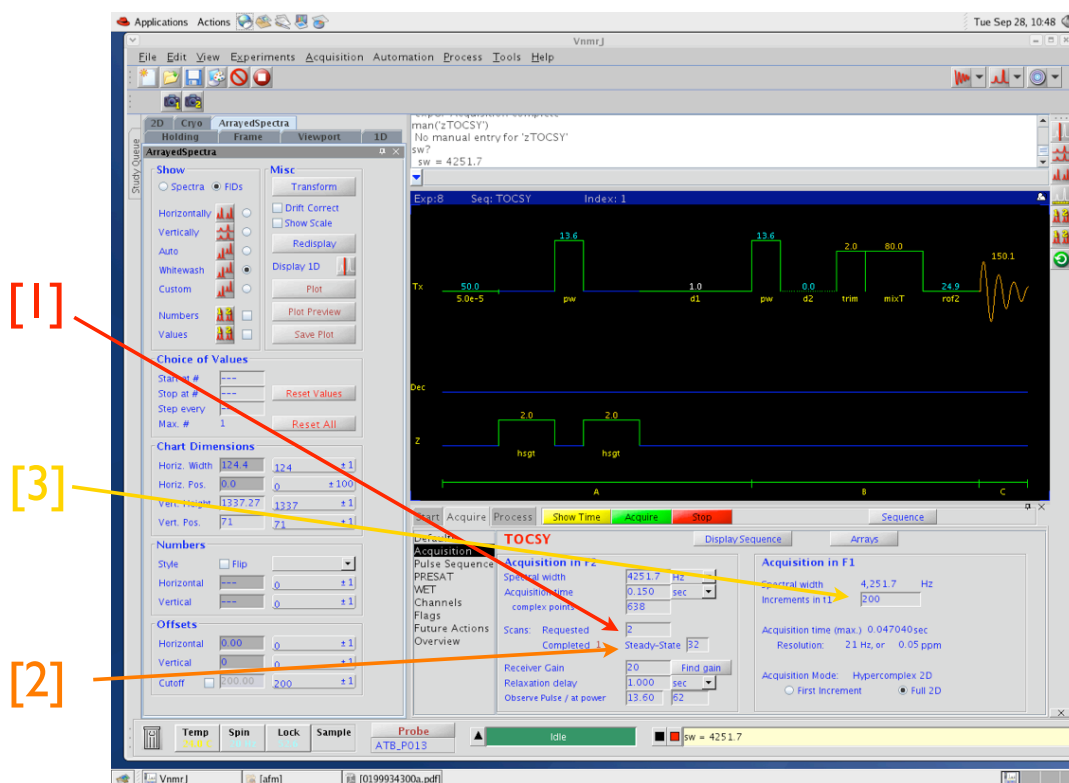 Applications Actions Tue Sep 28, 10:48
VnmrJ
File Edit View Experiments Acquisition Automation Process Tools Help
1 2
2D Cryo ArrayedSpectra
Holding Frame Viewport 1D
Study Queue
ArrayedSpectra
man('zTOCSY')
No manual entry for 'zTOCSY'
sw?
sw = 4251.7
Show
Spectra FIDs
Horizontally
Vertically
Auto
Whitewash
Custom
Numbers
Values
Misc
Transform
Drift Correct
Show Scale
Redisplay
Display 1D
Plot
Plot Preview
Save Plot
Choice of Values
Start at # ---
Stop at # --- Reset Values
Step every ---
Max. # 1 Reset All
Chart Dimensions
Horiz. Width 124.4 124 ±1
Horiz. Pos. 0.0 0 ±100
Vert. Height 1337.27 1337 ±1
Vert. Pos. 71 71 ±1
Numbers
Style Flip
Horizontal --- 0 ±1
Vertical --- 0 ±1
Offsets
Horizontal 0.00 0 ±1
Vertical 0 0 ±1
Cutoff 200.00 200 ±1
[1]
[3]
[2]
Exp:8 Seq: TOCSY Index: 1
13.6 13.6
2.0 80.0
150.1
Tx 50.0 1.0 0.0 24.9
5.0e-5 pw d1 pw d2 trim mixT rof2
Dec
2.0 2.0
Z
hsgt hsgt
A B C
Start Acquire Process Show Time Acquire Stop Sequence
Default
Acquisition
Pulse Sequence
PRESAT
WET
Channels
Flags
Future Actions
Overview
TOCSY Display Sequence Arrays
Acquisition in F2
Spectral width 4251.7 Hz
Acquisition time 0.150 sec
complex points 638
Scans: Requested 2
Completed 1 Steady-State 32
Receiver Gain 20 Find gain
Relaxation delay 1.000 sec
Observe Pulse / at power 13.60 62
Acquisition in F1
Spectral width 4,251.7 Hz
Increments in t1 200
Acquisition time (max.) 0.047040sec
Resolution: 21 Hz, or 0.05 ppm
Acquisition Mode: Hypercomplex 2D
First Increment Full 2D
Temp Spin Lock Sample Probe
ATB_P013
Idle
sw = 4251.7
VnmrJ [afm] [0199934300a.pdf]